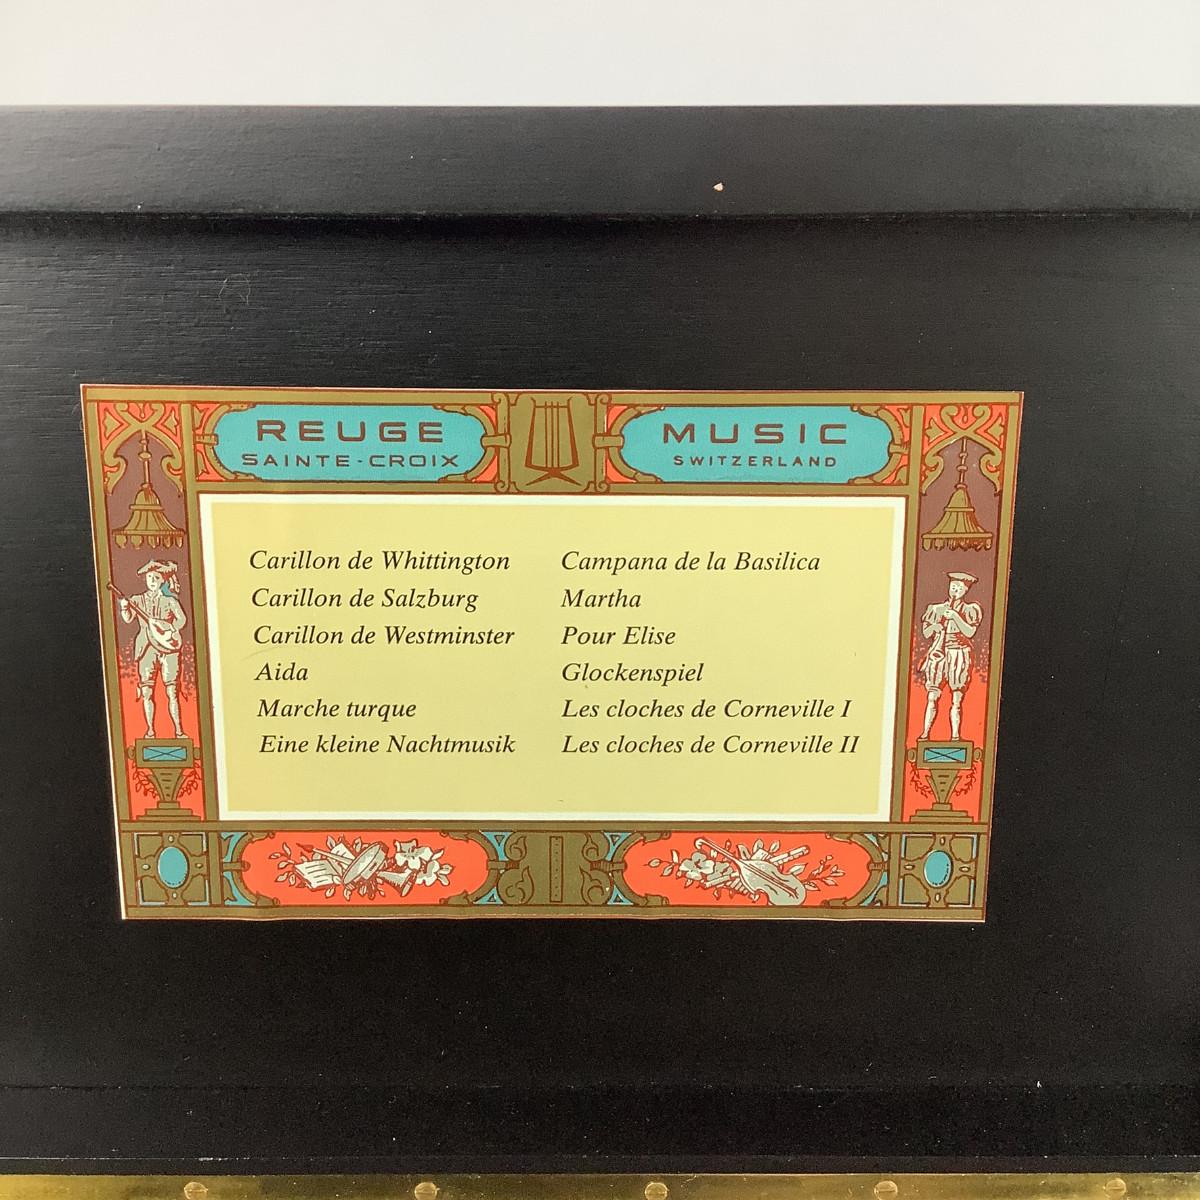 REUGE
SAINTE-CROIX
MUSIC
SWITZERLAND
Carillon de Whittington
Carillon de Salzburg
Carillon de Westminster
Aida
Marche turque
Eine kleine Nachtmusik
Campana de la Basilica
Martha
Pour Elise
Glockenspiel
Les cloches de Corneville I
Les cloches de Corneville II